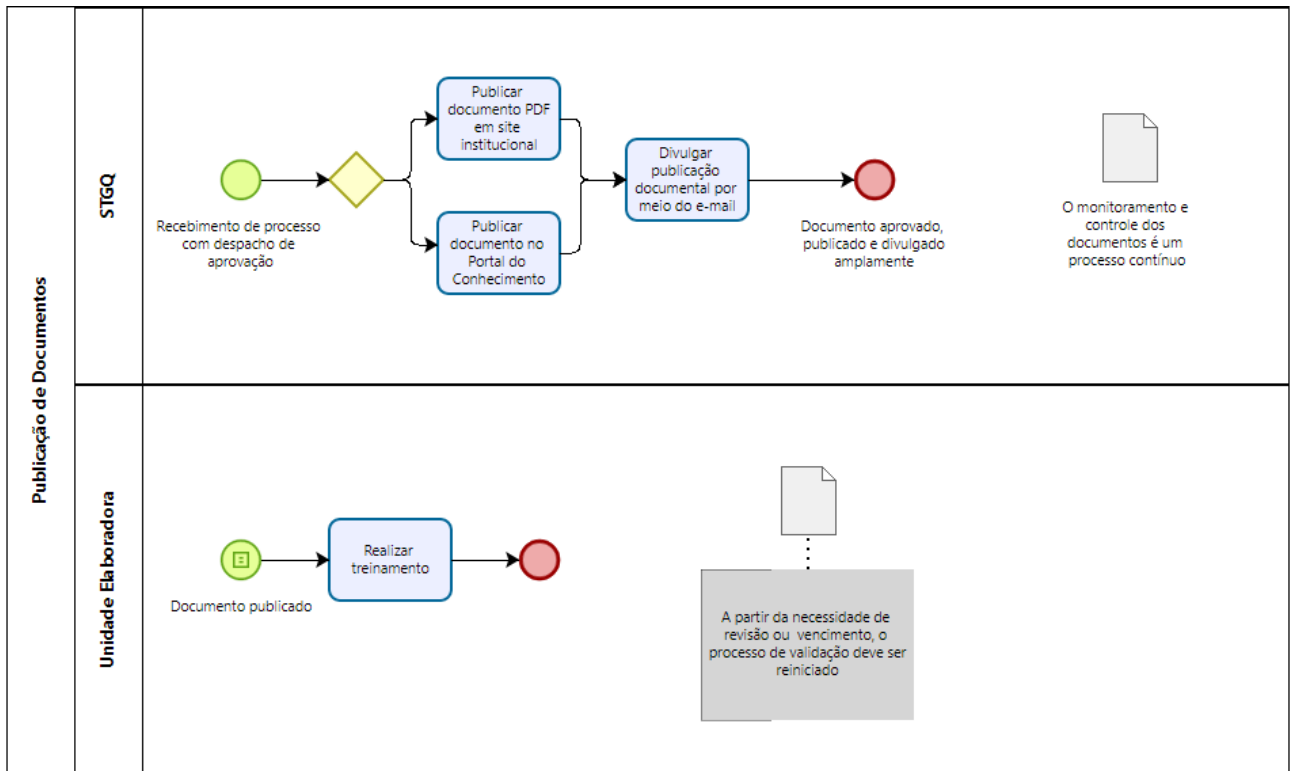 Publicação de Documentos
STGQ
Recebimento de processo
com despacho de
aprovação
Publicar
documento PDF
em site
institucional
Publicar
documento no
Portal do
Conhecimento
Divulgar
publicação
documental por
meio do e-mail
Documento aprovado,
publicado e divulgado
amplamente
O monitoramento e
controle dos
documentos é um
processo contínuo
Unidade Elaboradora
Documento publicado
Realizar
treinamento
A partir da necessidade de
revisão ou vencimento, o
processo de validação deve ser
reiniciado